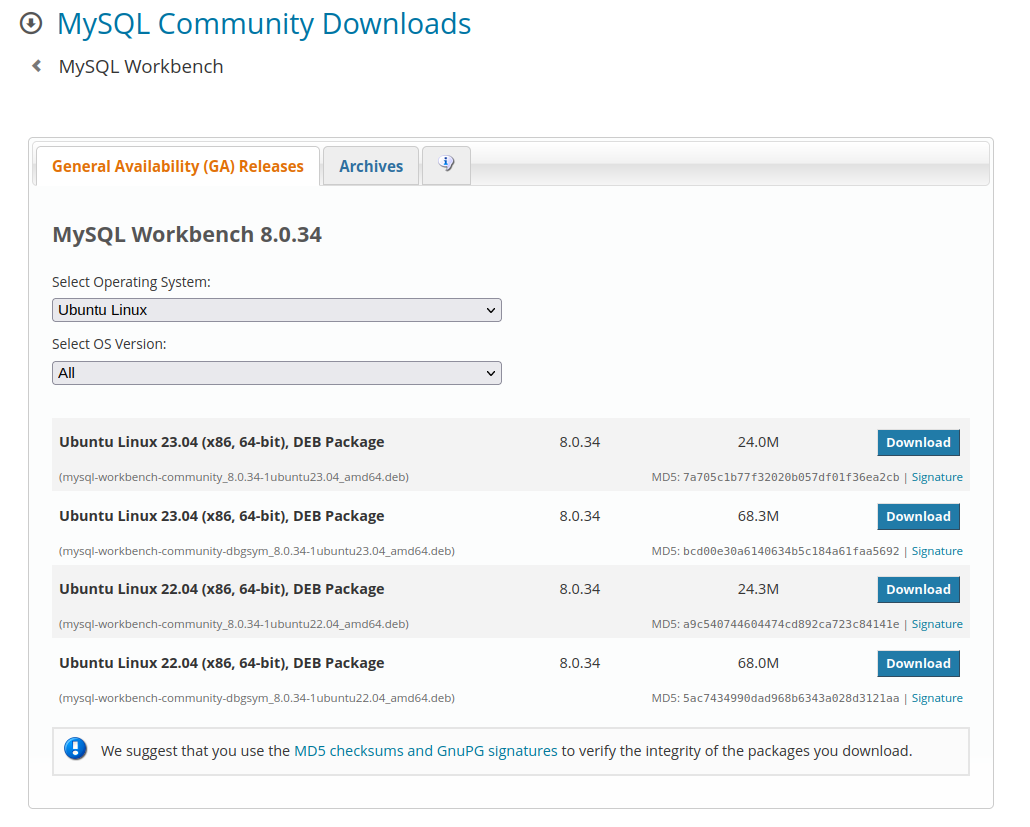 MySQL Community Downloads
MySQL Workbench
General Availability (GA) Releases Archives
MySQL Workbench 8.0.34
Select Operating System:
Ubuntu Linux
Select OS Version:
All
Ubuntu Linux 23.04 (x86, 64-bit), DEB Package 8.0.34 24.0M Download
(mysql-workbench-community_8.0.34-1ubuntu23.04_amd64.deb) MD5: 7a705c1b77f32020b057df01f36ea2cb | Signature
Ubuntu Linux 23.04 (x86, 64-bit), DEB Package 8.0.34 68.3M Download
(mysql-workbench-community-dbgsym_8.0.34-1ubuntu23.04_amd64.deb) MD5: bcd00e30a6140634b5c184a61faa5692 | Signature
Ubuntu Linux 22.04 (x86, 64-bit), DEB Package 8.0.34 24.3M Download
(mysql-workbench-community_8.0.34-1ubuntu22.04_amd64.deb) MD5: a9c540744604474cd892ca723c84141e | Signature
Ubuntu Linux 22.04 (x86, 64-bit), DEB Package 8.0.34 68.0M Download
(mysql-workbench-community-dbgsym_8.0.34-1ubuntu22.04_amd64.deb) MD5: 5ac7434990dad968b6343a028d3121aa | Signature
We suggest that you use the MD5 checksums and GnuPG signatures to verify the integrity of the packages you download.